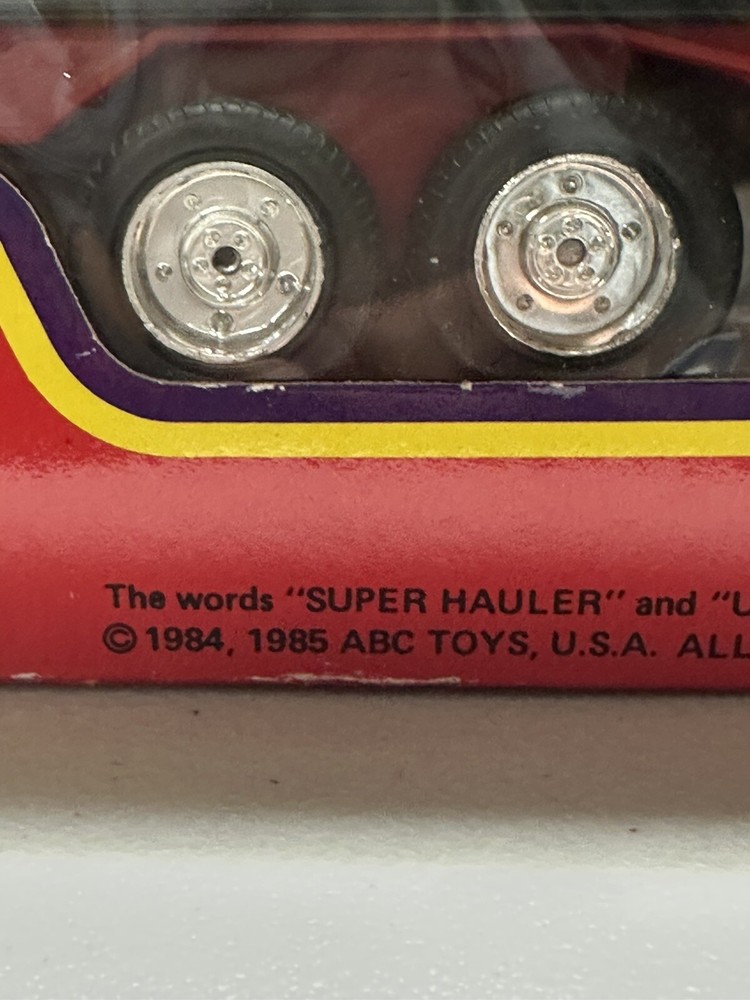 The words "SUPER HAULER" and "U
© 1984, 1985 ABC TOYS, U.S.A. ALL